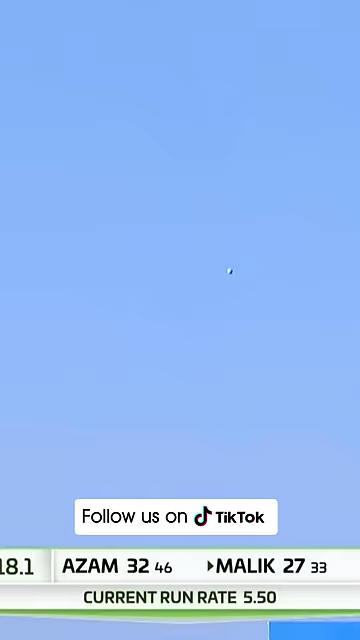 Follow us on TikTok
18.1 AZAM 32 46 MALIK 27 33
CURRENT RUN RATE 5.50